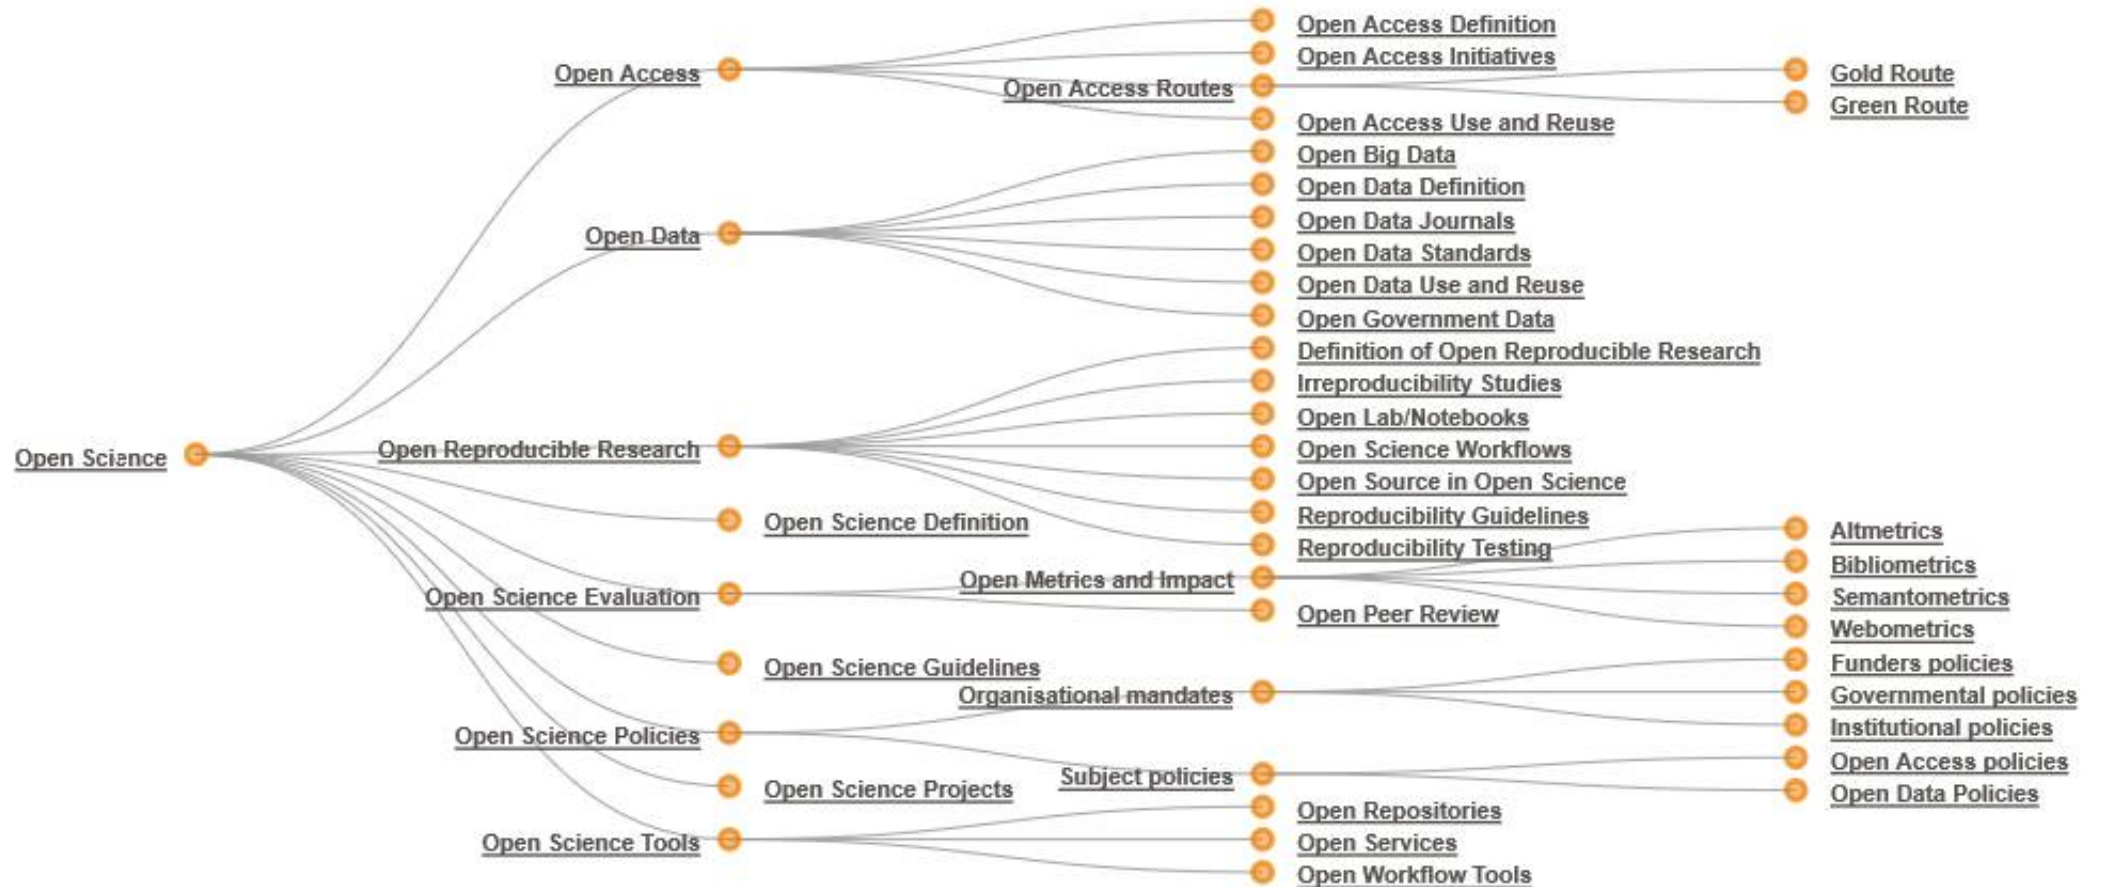 Open Science
Open Access
Open Access Definition
Open Access Initiatives
Open Access Routes
Gold Route
Green Route
Open Access Use and Reuse
Open Data
Open Big Data
Open Data Definition
Open Data Journals
Open Data Standards
Open Data Use and Reuse
Open Government Data
Open Reproducible Research
Definition of Open Reproducible Research
Irreproducibility Studies
Open Lab/Notebooks
Open Science Workflows
Open Source in Open Science
Reproducibility Guidelines
Reproducibility Testing
Open Science Definition
Open Science Evaluation
Open Metrics and Impact
Altmetrics
Bibliometrics
Semantometrics
Webometrics
Open Peer Review
Open Science Guidelines
Open Science Policies
Organisational mandates
Funders policies
Governmental policies
Institutional policies
Subject policies
Open Access policies
Open Data Policies
Open Science Projects
Open Science Tools
Open Repositories
Open Services
Open Workflow Tools